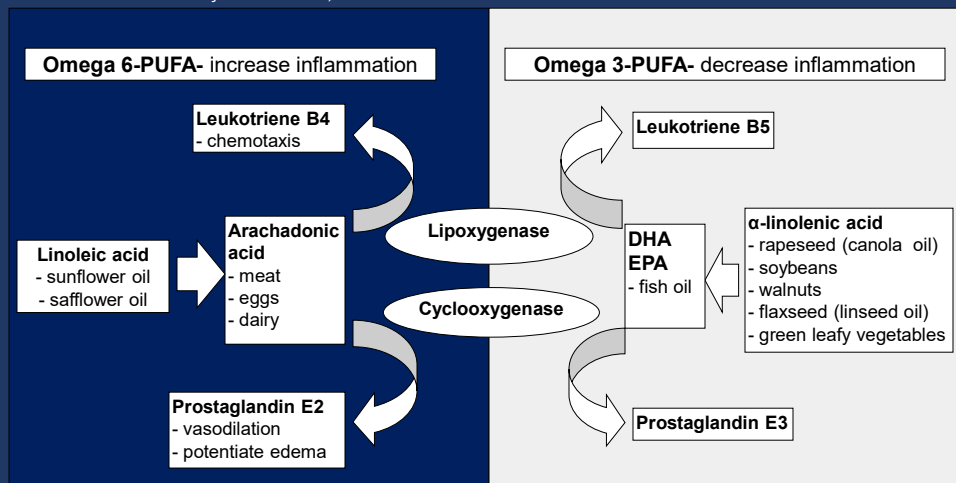 Omega 6-PUFA- increase inflammation
Leukotriene B4
- chemotaxis
Linoleic acid
- sunflower oil
- safflower oil
Arachadonic
acid
- meat
- eggs
- dairy
Prostaglandin E2
- vasodilation
- potentiate edema
Lipoxygenase
Cyclooxygenase
Omega 3-PUFA- decrease inflammation
Leukotriene B5
DHA
EPA
- fish oil
α-linolenic acid
- rapeseed (canola oil)
- soybeans
- walnuts
- flaxseed (linseed oil)
- green leafy vegetables
Prostaglandin E3